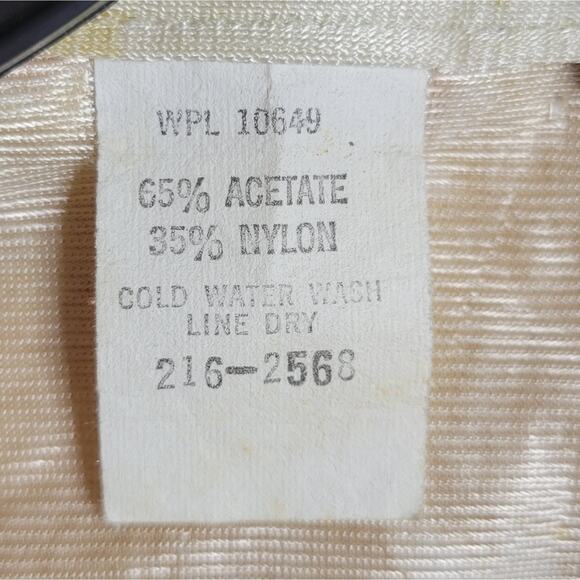 WPL 10649
65% ACETATE
35% NYLON
COLD WATER WASH
LINE DRY
216-2568